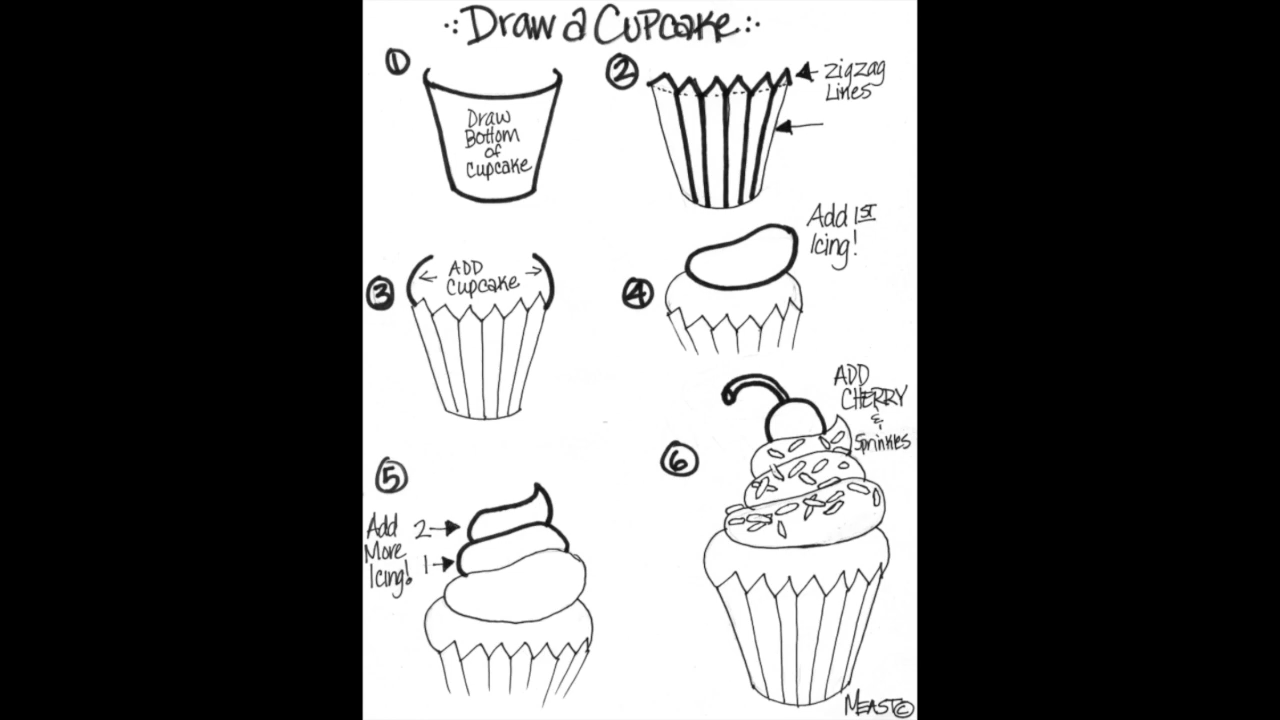 Draw a Cupcake
1
Draw
Bottom
of
Cupcake
2
zigzag
Lines
3
ADD
Cupcake
4
Add 1ST
Icing!
5
Add
More
Icing!
2
1
6
ADD
CHERRY
&
Sprinkles
MEAST©